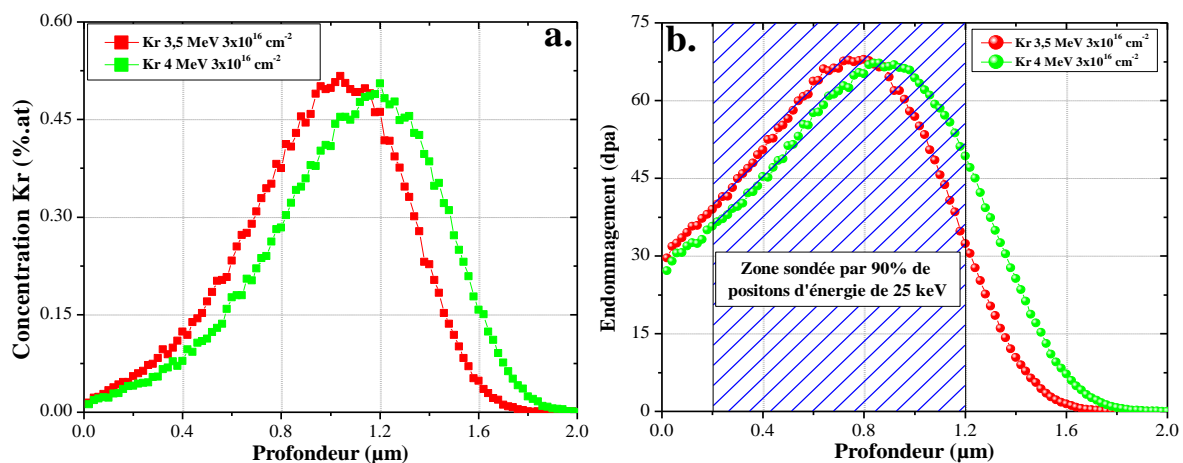 a.
Kr 3,5 MeV 3x10¹⁶ cm⁻²
Kr 4 MeV 3x10¹⁶ cm⁻²
Concentration Kr (%.at)
0.60
0.45
0.30
0.15
0.00
0.0 0.4 0.8 1.2 1.6 2.0
Profondeur (µm)
b.
Kr 3,5 MeV 3x10¹⁶ cm⁻²
Kr 4 MeV 3x10¹⁶ cm⁻²
Endommagement (dpa)
75
60
45
30
15
0
Zone sondée par 90% de
positons d'énergie de 25 keV
0.0 0.4 0.8 1.2 1.6 2.0
Profondeur (µm)